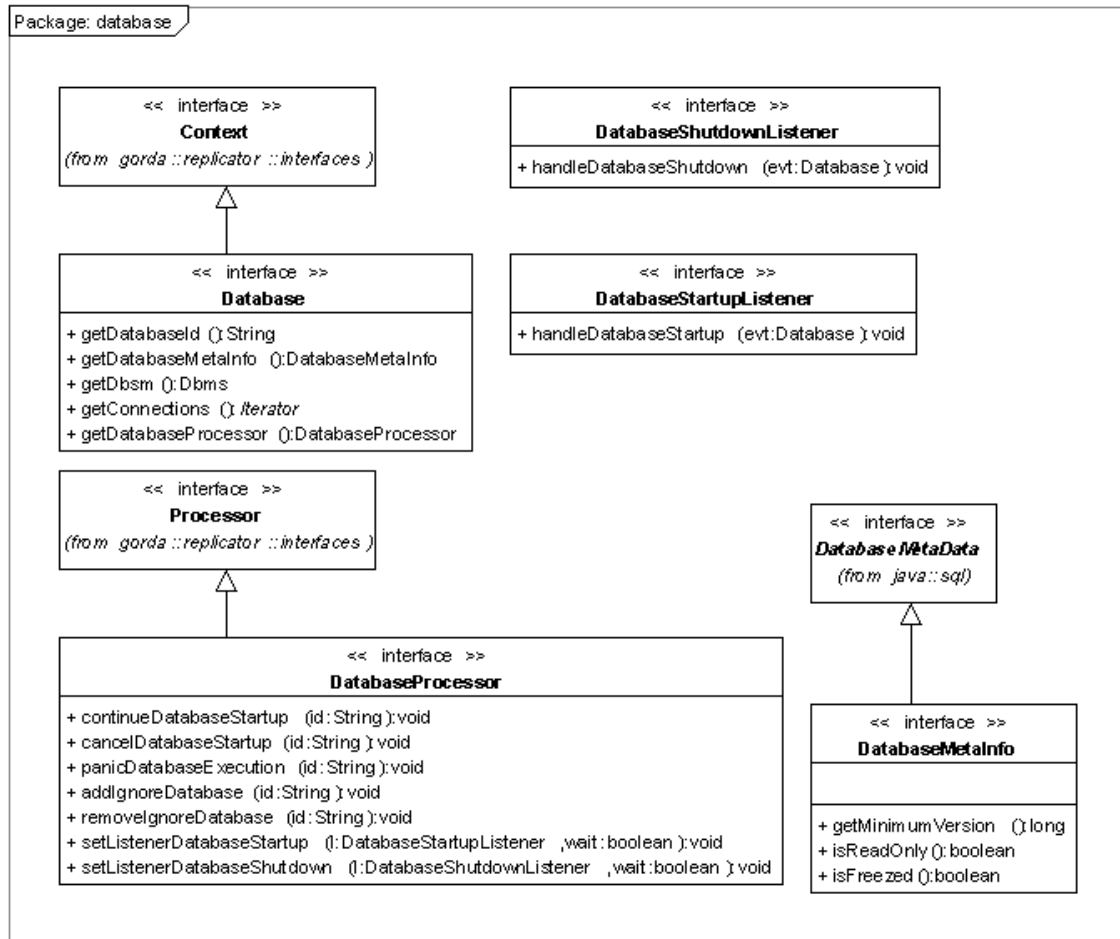 Package: database
<< interface >>
Context
(from gorda::replicator::interfaces )
<< interface >>
DatabaseShutdownListener
+ handleDatabaseShutdown (evt:Database ):void
<< interface >>
Database
+ getDatabaseId ():String
+ getDatabaseMetaInfo ():DatabaseMetaInfo
+ getDbsm ():Dbms
+ getConnections ():Iterator
+ getDatabaseProcessor ():DatabaseProcessor
<< interface >>
DatabaseStartupListener
+ handleDatabaseStartup (evt:Database ):void
<< interface >>
Processor
(from gorda::replicator::interfaces )
<< interface >>
DatabaseMetaData
(from java::sql)
<< interface >>
DatabaseProcessor
+ continueDatabaseStartup (id:String ):void
+ cancelDatabaseStartup (id:String ):void
+ panicDatabaseExecution (id:String ):void
+ addIgnoreDatabase (id:String ):void
+ removeIgnoreDatabase (id:String ):void
+ setListenerDatabaseStartup (l:DatabaseStartupListener ,wait:boolean ):void
+ setListenerDatabaseShutdown (l:DatabaseShutdownListener ,wait:boolean ):void
<< interface >>
DatabaseMetaInfo
+ getMinimumVersion ():long
+ isReadOnly ():boolean
+ isFreezed ():boolean